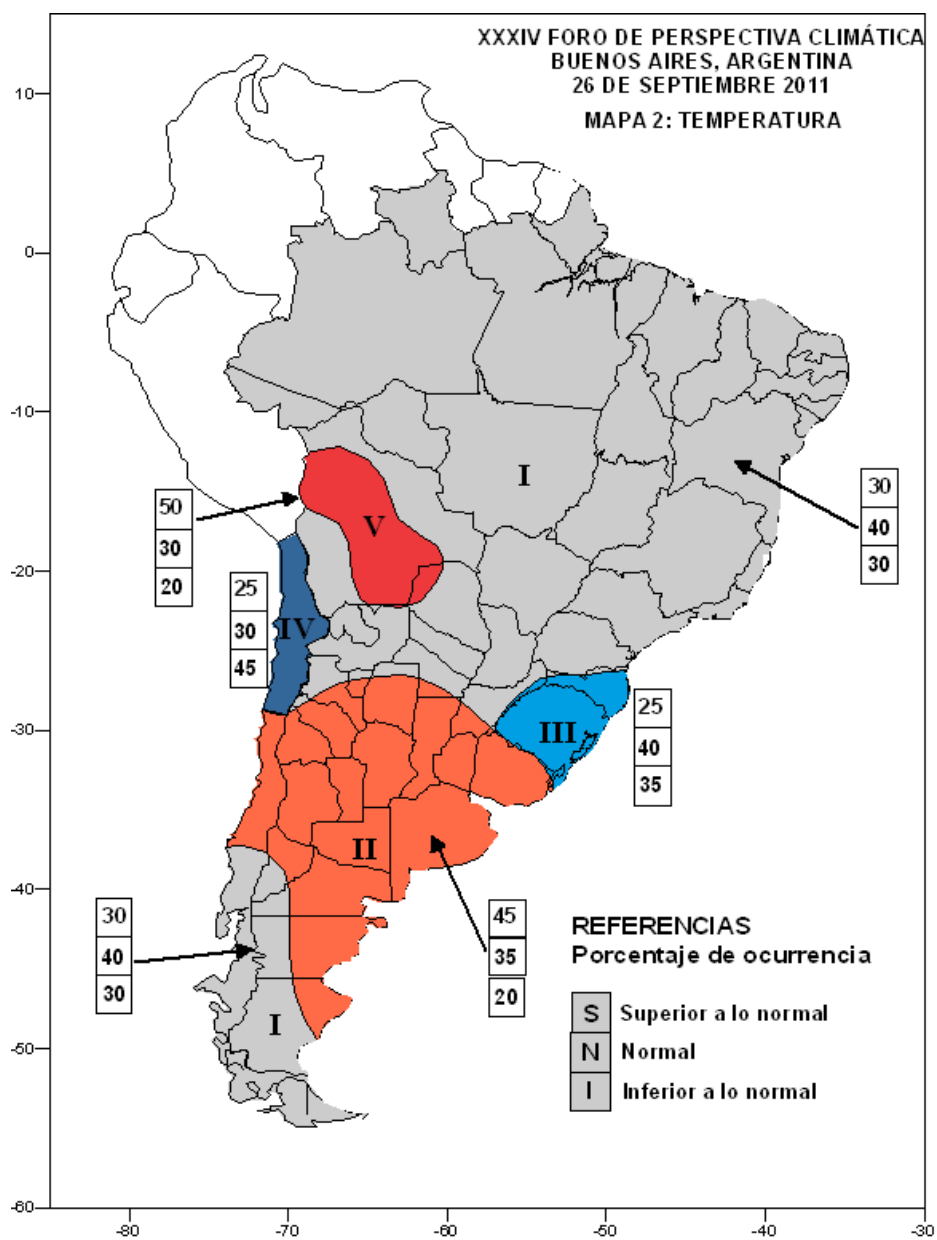 XXXIV FORO DE PERSPECTIVA CLIMÁTICA
BUENOS AIRES, ARGENTINA
26 DE SEPTIEMBRE 2011
MAPA 2: TEMPERATURA
10
0
-10
-20
-30
-40
-50
-60
-80
-70
-60
-50
-40
-30
I
30
40
30
V
50
30
20
IV
25
30
45
III
25
40
35
II
45
35
20
I
30
40
30
REFERENCIAS
Porcentaje de ocurrencia
S Superior a lo normal
N Normal
I Inferior a lo normal